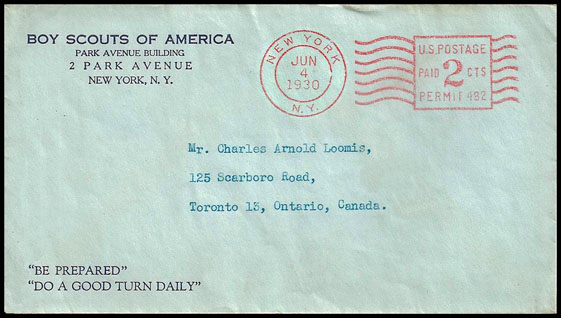 BOY SCOUTS OF AMERICA
PARK AVENUE BUILDING
2 PARK AVENUE
NEW YORK, N. Y.
NEW YORK
JUN
4
1930
N.Y.
U.S. POSTAGE
PAID 2 CTS
PERMIT 482
Mr. Charles Arnold Loomis,
125 Scarboro Road,
Toronto 13, Ontario, Canada.
"BE PREPARED"
"DO A GOOD TURN DAILY"